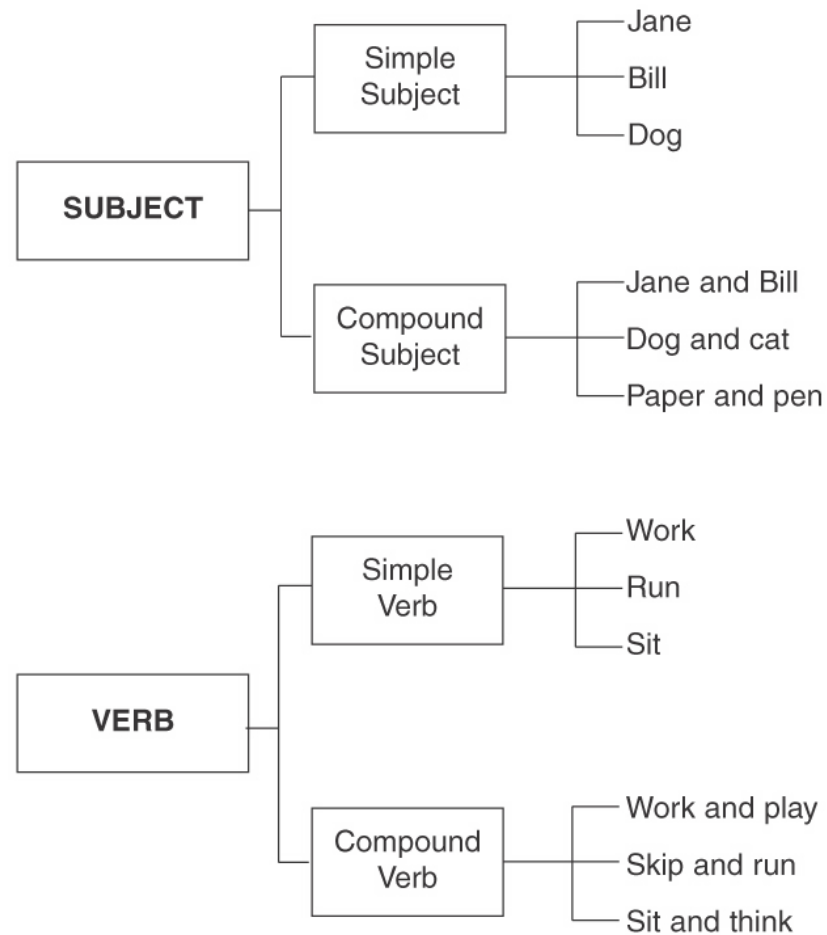 SUBJECT
Simple
Subject
Jane
Bill
Dog
Compound
Subject
Jane and Bill
Dog and cat
Paper and pen
VERB
Simple
Verb
Work
Run
Sit
Compound
Verb
Work and play
Skip and run
Sit and think